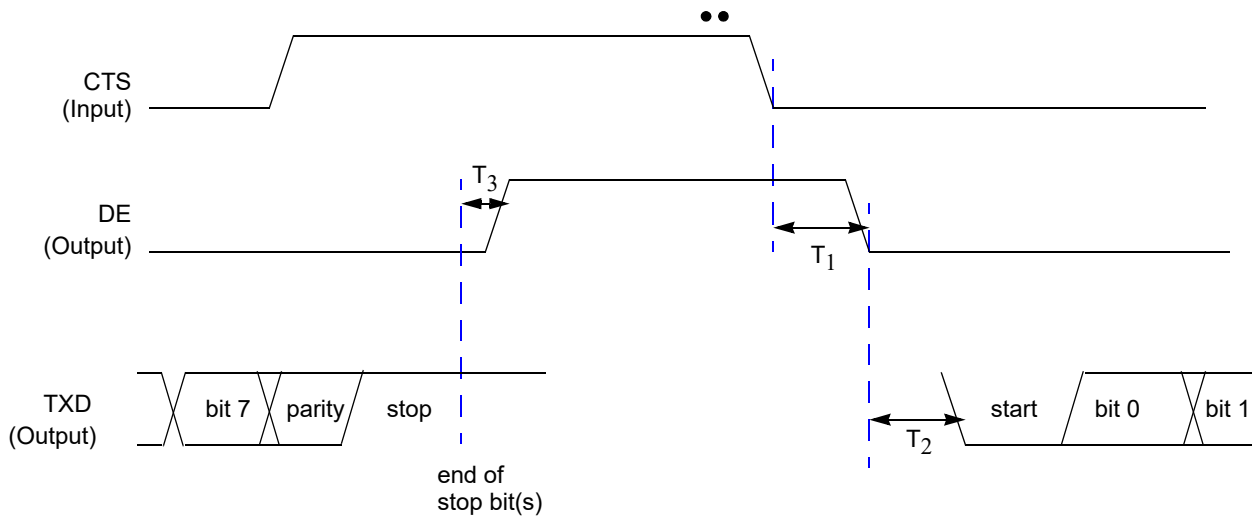 CTS
(Input)
T3
DE
(Output)
T1
TXD
(Output)
bit 7
parity
stop
T2
start
bit 0
bit 1
end of
stop bit(s)